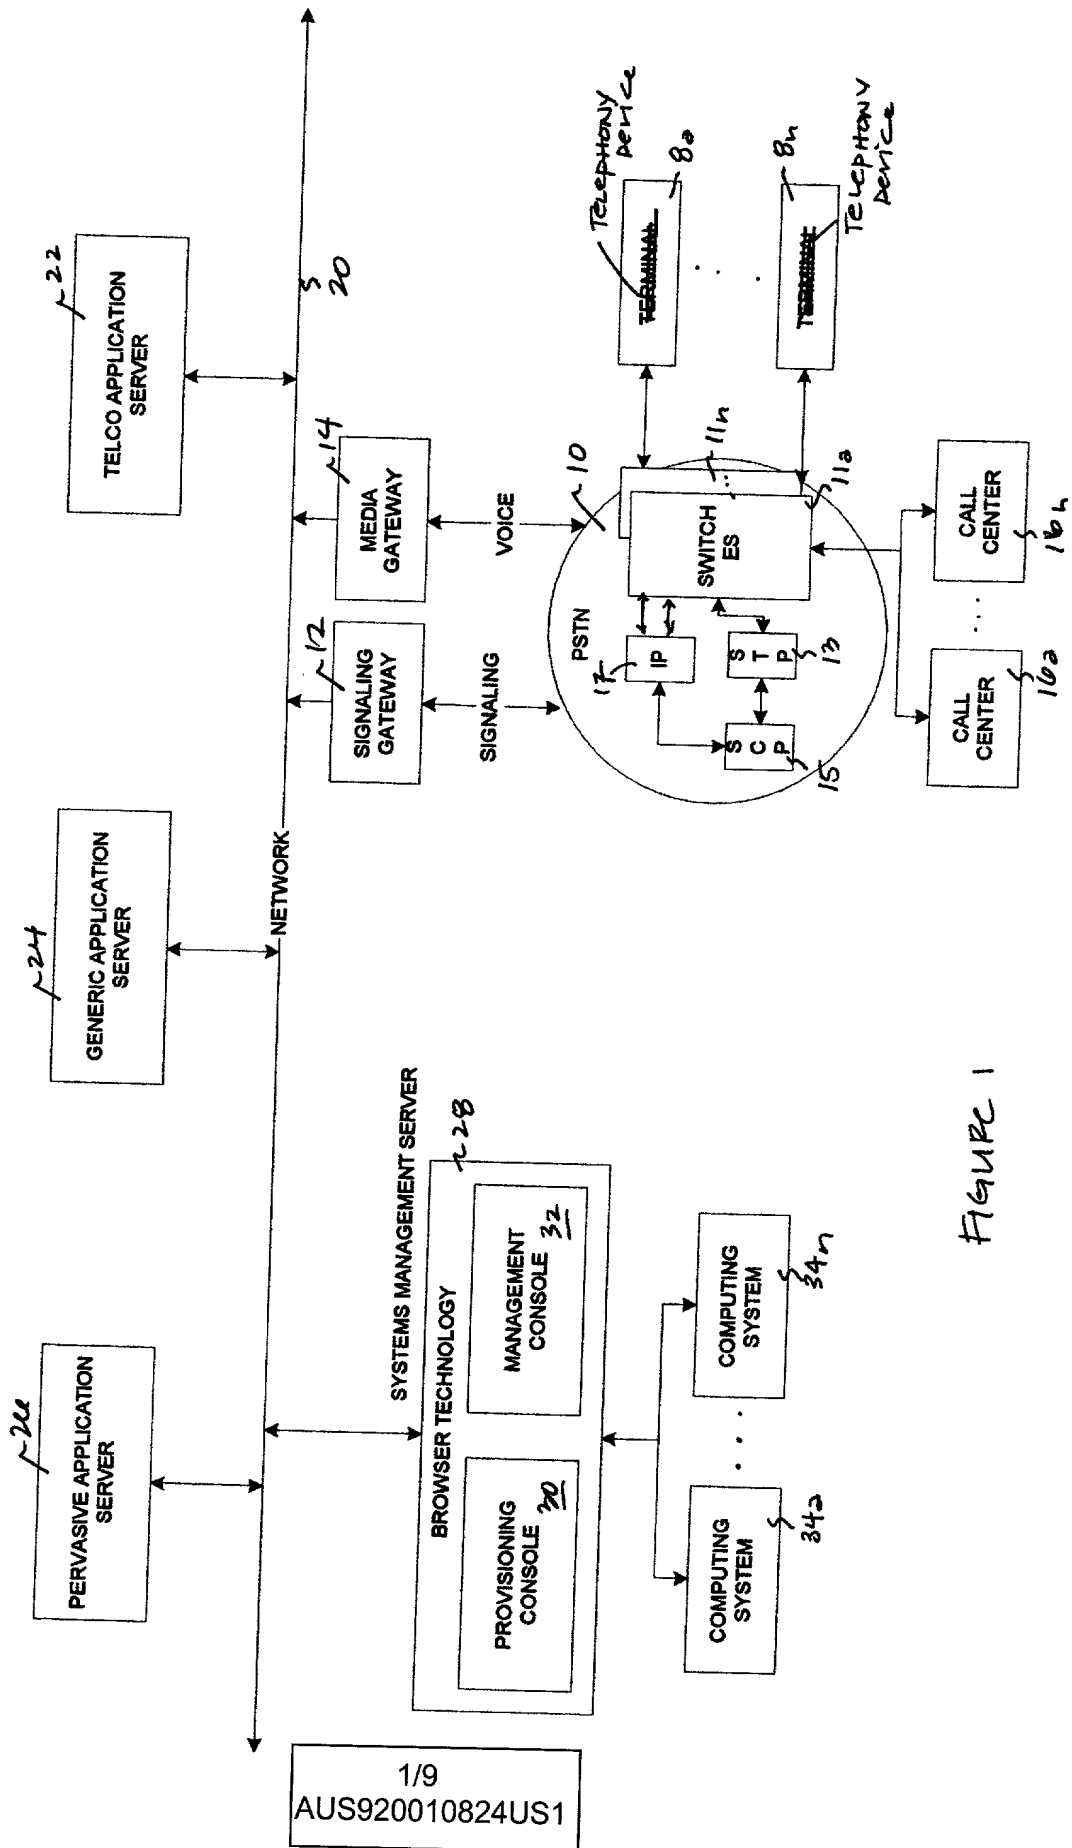 PERVASIVE APPLICATION
SERVER
26
GENERIC APPLICATION
SERVER
24
TELCO APPLICATION
SERVER
22
NETWORK
20
SIGNALING
GATEWAY
12
MEDIA
GATEWAY
14
SIGNALING
VOICE
SYSTEMS MANAGEMENT SERVER
28
BROWSER TECHNOLOGY
PROVISIONING
CONSOLE
30
MANAGEMENT
CONSOLE
32
COMPUTING
SYSTEM
34a
. . . .
COMPUTING
SYSTEM
34n
PSTN
10
17
IP
S
T
P
13
S
C
P
15
SWITCH
ES
11n
...
11a
TERMINAL
TELEPHONY
Device
8a
. . .
TERMINAL
TELEPHONY
Device
8n
CALL
CENTER
16a
. . . .
CALL
CENTER
16n
FIGURE 1
1/9
AUS920010824US1